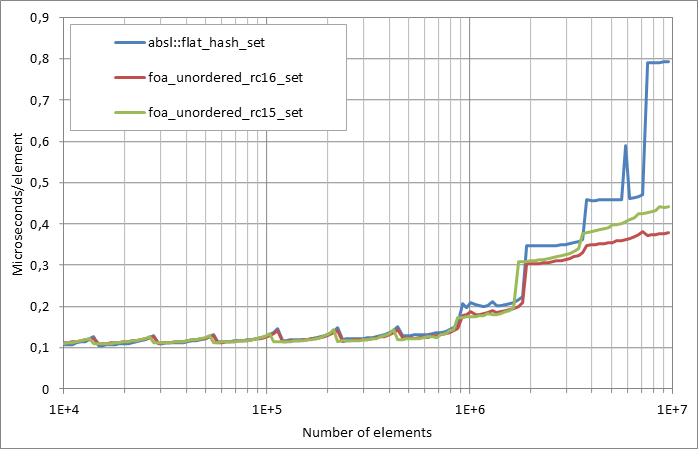 0,9
0,8
0,7
0,6
0,5
0,4
0,3
0,2
0,1
0
Microseconds/element
absl::flat_hash_set
foa_unordered_rc16_set
foa_unordered_rc15_set
1E+4 1E+5 1E+6 1E+7
Number of elements